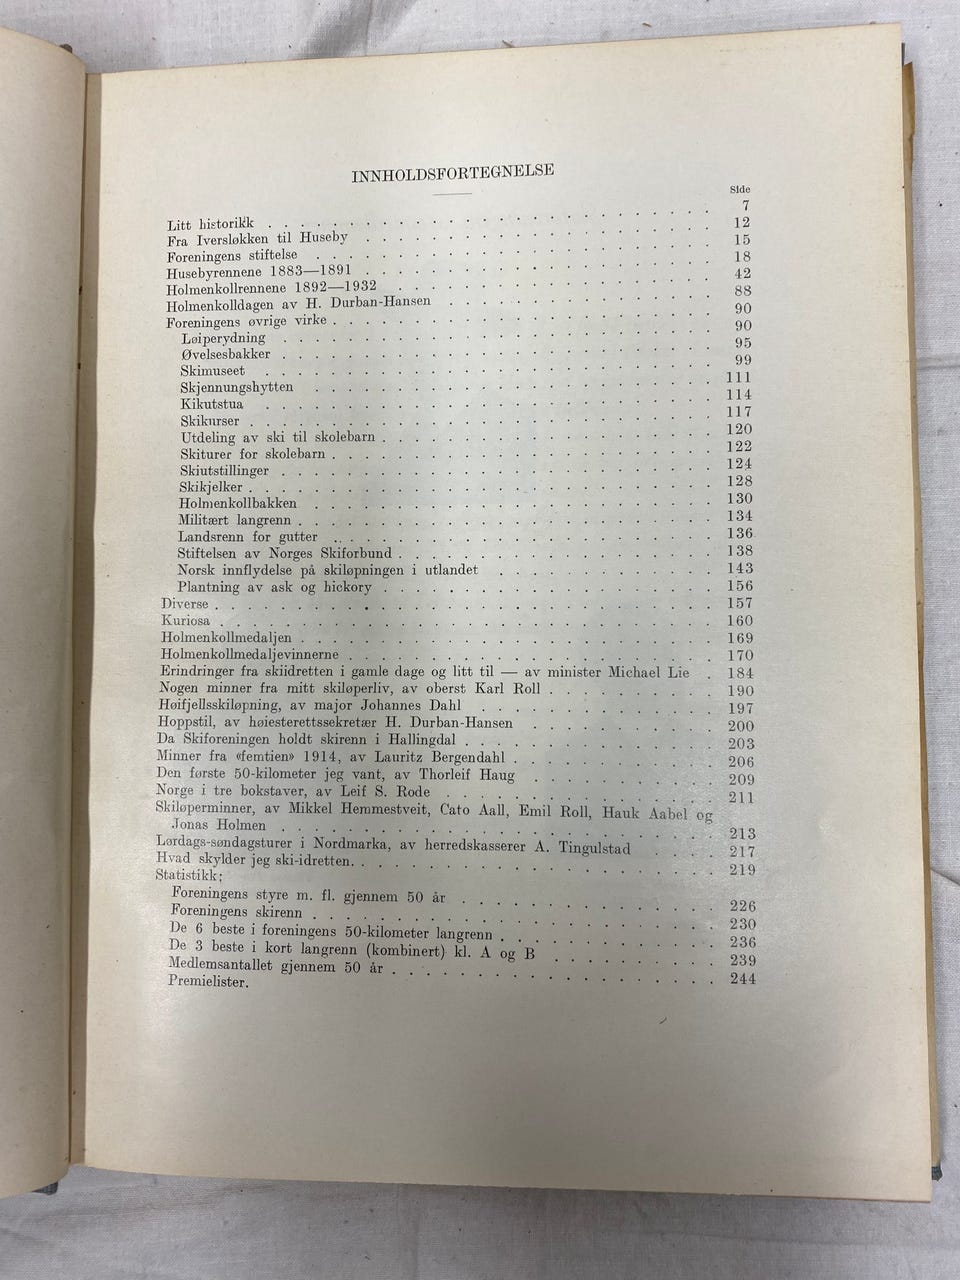 INNHOLDSFORTEGNELSE
Side
Litt historikk . . . . . . . . . . . . . . . . 7
Fra Iversløkken til Huseby . . . . . . . . . . . . . 12
Foreningens stiftelse . . . . . . . . . . . . . . 15
Husebyrennene 1883—1891 . . . . . . . . . . . . . 18
Holmenkollrennene 1892—1932 . . . . . . . . . . . . 42
Holmenkolldagen av H. Durban-Hansen . . . . . . . . . . 88
Foreningens øvrige virke . . . . . . . . . . . . . . 90
Løiperydning . . . . . . . . . . . . . . . 90
Øvelsesbakker . . . . . . . . . . . . . . . 95
Skimuseet . . . . . . . . . . . . . . . . 99
Skjennungshytten . . . . . . . . . . . . . . 111
Kikutstua . . . . . . . . . . . . . . . . 114
Skikurser . . . . . . . . . . . . . . . . 117
Utdeling av ski til skolebarn . . . . . . . . . . . . 120
Skiturer for skolebarn . . . . . . . . . . . . . . 122
Skiutstillinger . . . . . . . . . . . . . . . 124
Skikjelker . . . . . . . . . . . . . . . . 128
Holmenkollbakken . . . . . . . . . . . . . . 130
Militært langrenn . . . . . . . . . . . . . . . 134
Landsrenn for gutter . . . . . . . . . . . . . . 136
Stiftelsen av Norges Skiforbund . . . . . . . . . . . 138
Norsk innflydelse på skiløpningen i utlandet . . . . . . . . 143
Plantning av ask og hickory . . . . . . . . . . . . 156
Diverse . . . . . . . . . . . . . . . . . 157
Kuriosa . . . . . . . . . . . . . . . . . 160
Holmenkollmedaljen . . . . . . . . . . . . . . . 169
Holmenkollmedaljevinnerne . . . . . . . . . . . . . 170
Erindringer fra skiidretten i gamle dage og litt til — av minister Michael Lie . 184
Nogen minner fra mitt skiløperliv, av oberst Karl Roll . . . . . . 190
Høifjellsskiløpning, av major Johannes Dahl . . . . . . . . . 197
Hoppstil, av høiesterettssekretær H. Durban-Hansen . . . . . . . 200
Da Skiforeningen holdt skirenn i Hallingdal . . . . . . . . . 203
Minner fra «femtien» 1914, av Lauritz Bergendahl . . . . . . . 206
Den første 50-kilometer jeg vant, av Thorleif Haug . . . . . . . 209
Norge i tre bokstaver, av Leif S. Rode . . . . . . . . . . 211
Skiløperminner, av Mikkel Hemmestveit, Cato Aall, Emil Roll, Hauk Aabel og
Jonas Holmen . . . . . . . . . . . . . . . 213
Lørdags-søndagsturer i Nordmarka, av herredskasserer A. Tingulstad . . . . 217
Hvad skylder jeg ski-idretten. . . . . . . . . . . . . 219
Statistikk:
Foreningens styre m. fl. gjennem 50 år . . . . . . . . . 226
Foreningens skirenn . . . . . . . . . . . . . . 230
De 6 beste i foreningens 50-kilometer langrenn . . . . . . . . 236
De 3 beste i kort langrenn (kombinert) kl. A og B . . . . . . 239
Medlemsantallet gjennem 50 år . . . . . . . . . . . . 244
Premielister.